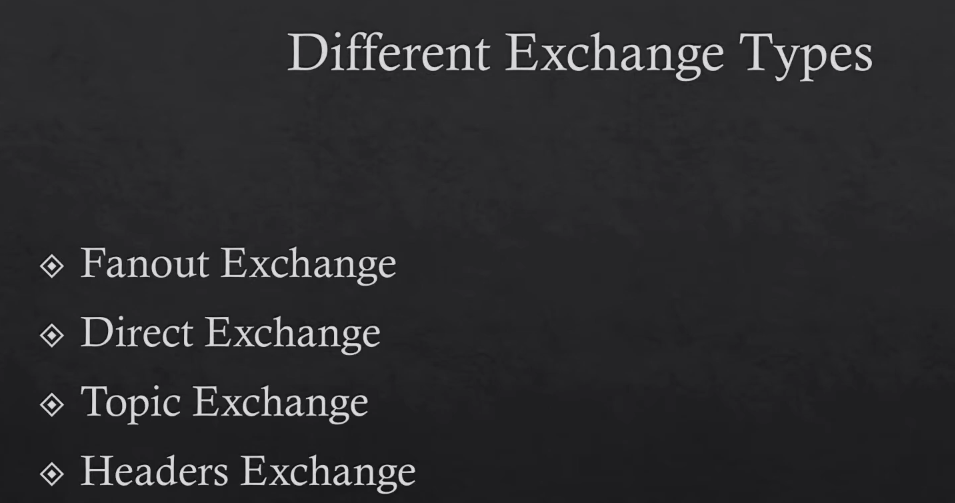 Different Exchange Types
Fanout Exchange
Direct Exchange
Topic Exchange
Headers Exchange